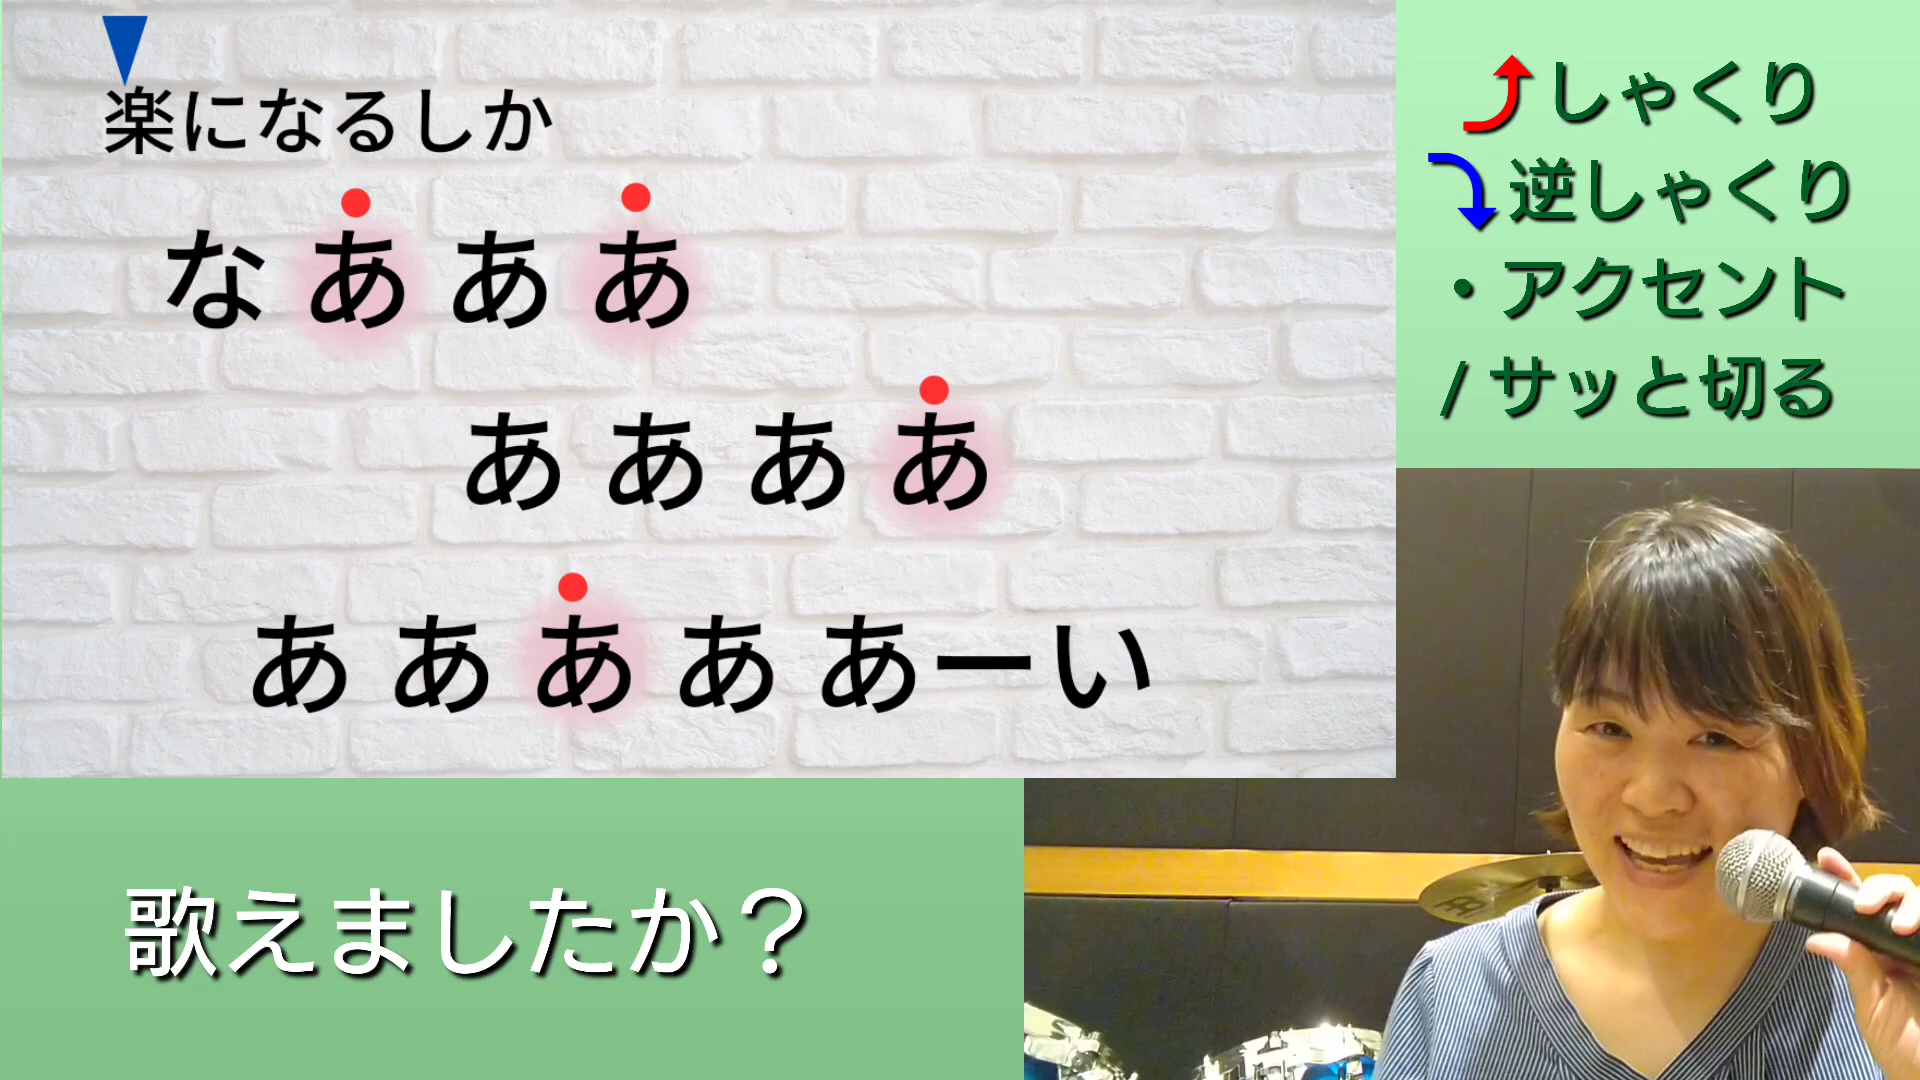 楽になるしか
なあああ
ああああ
あああああーい
しゃくり
逆しゃくり
・アクセント
/ サッと切る
歌えましたか？